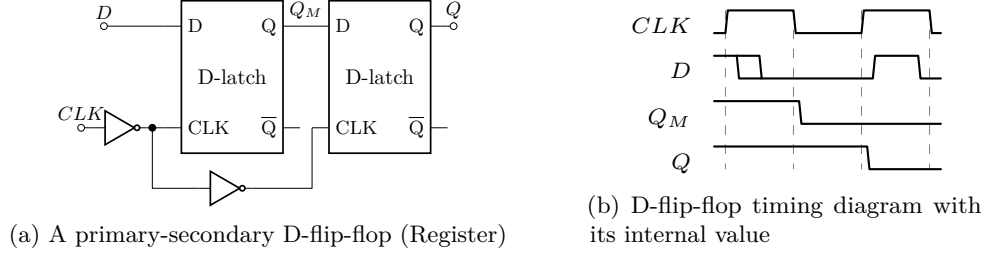 D
Q_M
Q
D Q
D Q
D-latch
D-latch
CLK
CLK Q̅
CLK Q̅
(a) A primary-secondary D-flip-flop (Register)
CLK
D
Q_M
Q
(b) D-flip-flop timing diagram with
its internal value